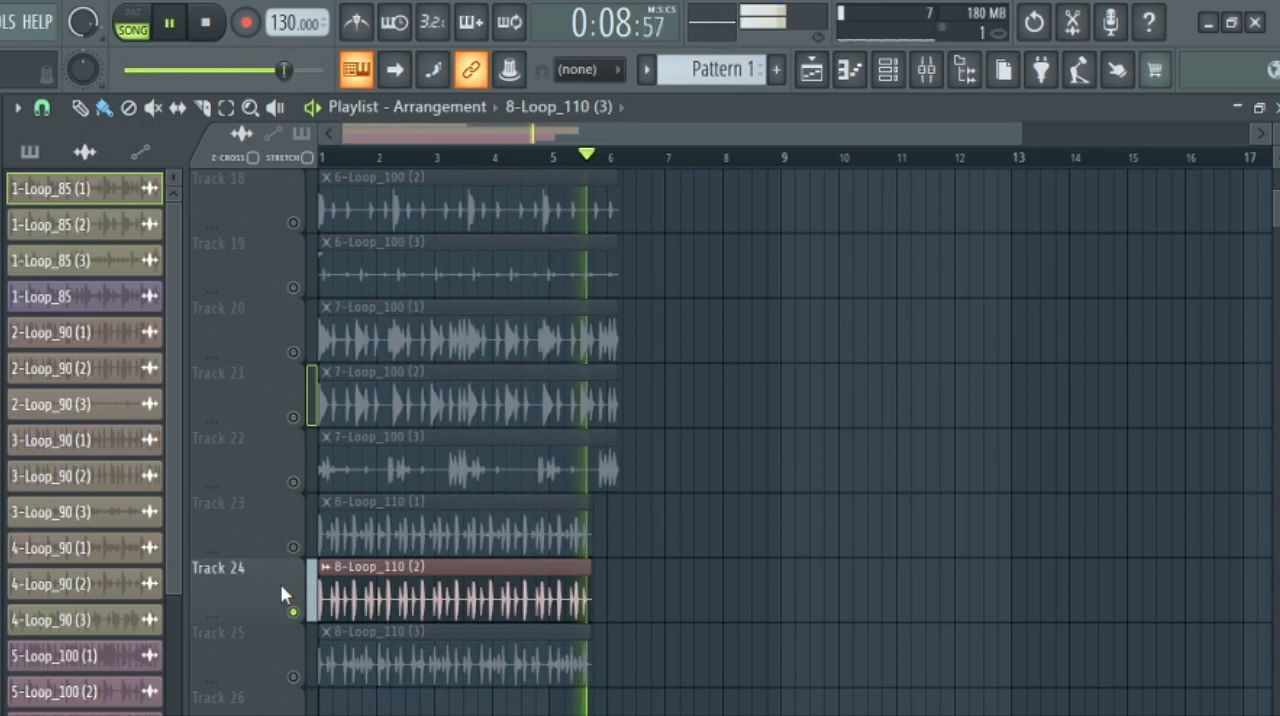 LS HELP
PAT
SONG
130.000
3.2.
0:08:57
M:S:CS
7
180 MB
1
(none)
Pattern 1
Playlist - Arrangement
8-Loop_110 (3)
Z-CROSS
STRETCH
1 2 3 4 5 6 7 8 9 10 11 12 13 14 15 16 17
1-Loop_85 (1)
1-Loop_85 (2)
1-Loop_85 (3)
1-Loop_85
2-Loop_90 (1)
2-Loop_90 (2)
2-Loop_90 (3)
3-Loop_90 (1)
3-Loop_90 (2)
3-Loop_90 (3)
4-Loop_90 (1)
4-Loop_90 (2)
4-Loop_90 (3)
5-Loop_100 (1)
5-Loop_100 (2)
Track 18
6-Loop_100 (2)
Track 19
6-Loop_100 (3)
Track 20
7-Loop_100 (1)
Track 21
7-Loop_100 (2)
Track 22
7-Loop_100 (3)
Track 23
8-Loop_110 (1)
Track 24
8-Loop_110 (2)
Track 25
8-Loop_110 (3)
Track 26